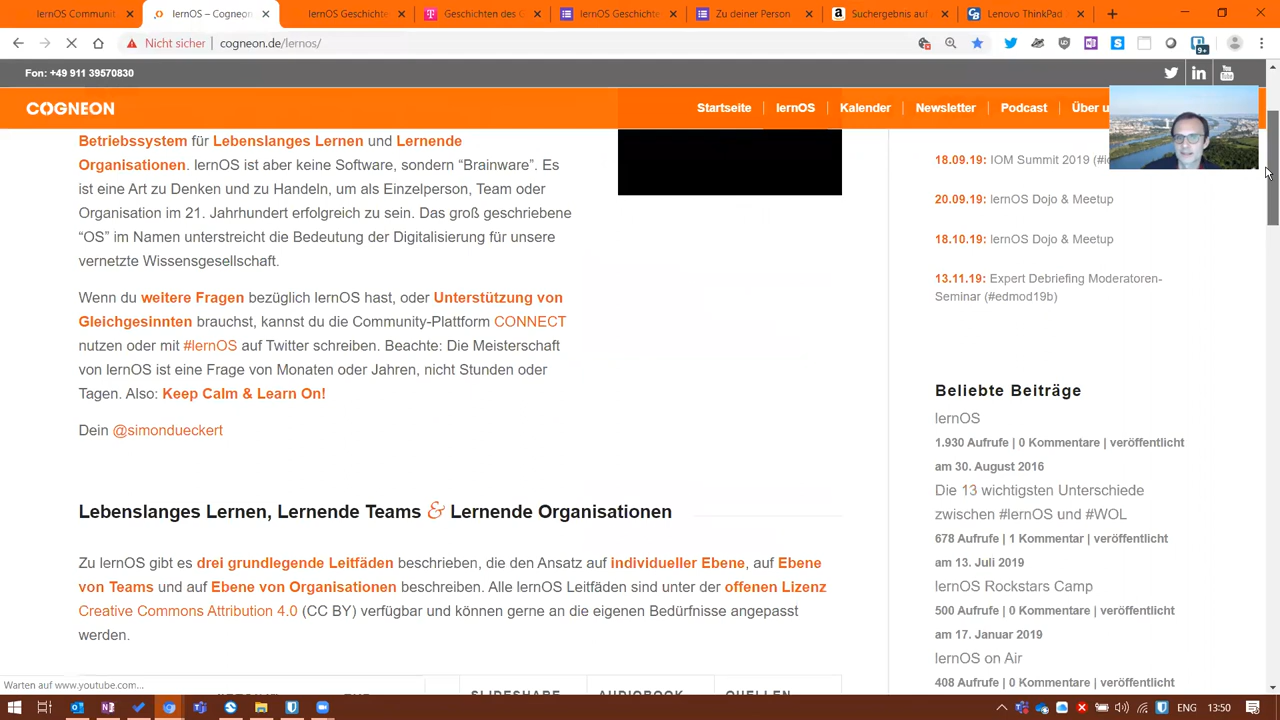 lernOS Communit
lernOS – Cogneon
lernOS Geschichte
Geschichten des C
lernOS Geschichte
Zu deiner Person
Suchergebnis auf
Lenovo ThinkPad
Nicht sicher | cogneon.de/lernos/
9+
Fon: +49 911 39570830
COGNEON
Startseite
lernOS
Kalender
Newsletter
Podcast
Über u
Betriebssystem für Lebenslanges Lernen und Lernende
Organisationen. lernOS ist aber keine Software, sondern “Brainware”. Es
ist eine Art zu Denken und zu Handeln, um als Einzelperson, Team oder
Organisation im 21. Jahrhundert erfolgreich zu sein. Das groß geschriebene
“OS” im Namen unterstreicht die Bedeutung der Digitalisierung für unsere
vernetzte Wissensgesellschaft.
Wenn du weitere Fragen bezüglich lernOS hast, oder Unterstützung von
Gleichgesinnten brauchst, kannst du die Community-Plattform CONNECT
nutzen oder mit #lernOS auf Twitter schreiben. Beachte: Die Meisterschaft
von lernOS ist eine Frage von Monaten oder Jahren, nicht Stunden oder
Tagen. Also: Keep Calm & Learn On!
Dein @simondueckert
Lebenslanges Lernen, Lernende Teams & Lernende Organisationen
Zu lernOS gibt es drei grundlegende Leitfäden beschrieben, die den Ansatz auf individueller Ebene, auf Ebene
von Teams und auf Ebene von Organisationen beschreiben. Alle lernOS Leitfäden sind unter der offenen Lizenz
Creative Commons Attribution 4.0 (CC BY) verfügbar und können gerne an die eigenen Bedürfnisse angepasst
werden.
SLIDESHARE
AUDIOBOOK
QUELLEN
18.09.19: IOM Summit 2019
20.09.19: lernOS Dojo & Meetup
18.10.19: lernOS Dojo & Meetup
13.11.19: Expert Debriefing Moderatoren-
Seminar (#edmod19b)
Beliebte Beiträge
lernOS
1.930 Aufrufe | 0 Kommentare | veröffentlicht
am 30. August 2016
Die 13 wichtigsten Unterschiede
zwischen #lernOS und #WOL
678 Aufrufe | 1 Kommentar | veröffentlicht
am 13. Juli 2019
lernOS Rockstars Camp
500 Aufrufe | 0 Kommentare | veröffentlicht
am 17. Januar 2019
lernOS on Air
408 Aufrufe | 0 Kommentare | veröffentlicht
Warten auf www.youtube.com...
ENG
13:50